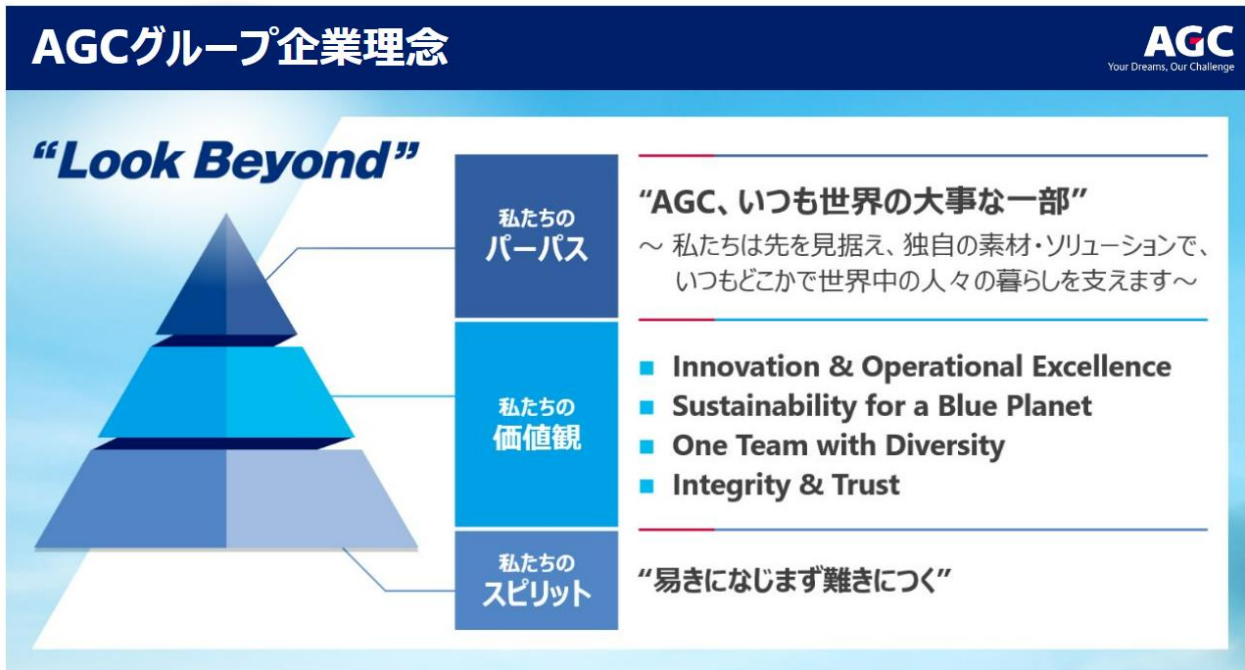 AGCグループ企業理念
AGC
Your Dreams, Our Challenge
“Look Beyond”
私たちの
パーパス
“AGC、いつも世界の大事な一部”
～ 私たちは先を見据え、独自の素材・ソリューションで、
いつもどこかで世界中の人々の暮らしを支えます～
私たちの
価値観
■ Innovation & Operational Excellence
■ Sustainability for a Blue Planet
■ One Team with Diversity
■ Integrity & Trust
私たちの
スピリット
“易きになじまず難きにつく”